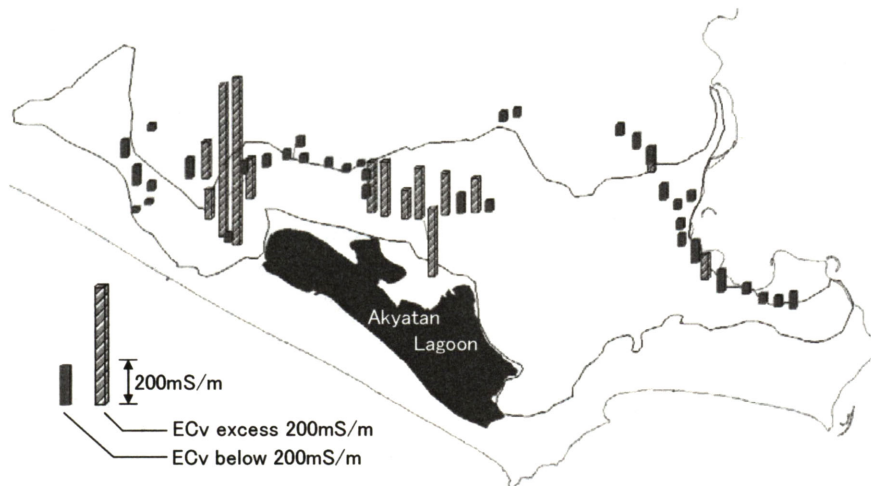 Akyatan
Lagoon
200mS/m
ECv excess 200mS/m
ECv below 200mS/m